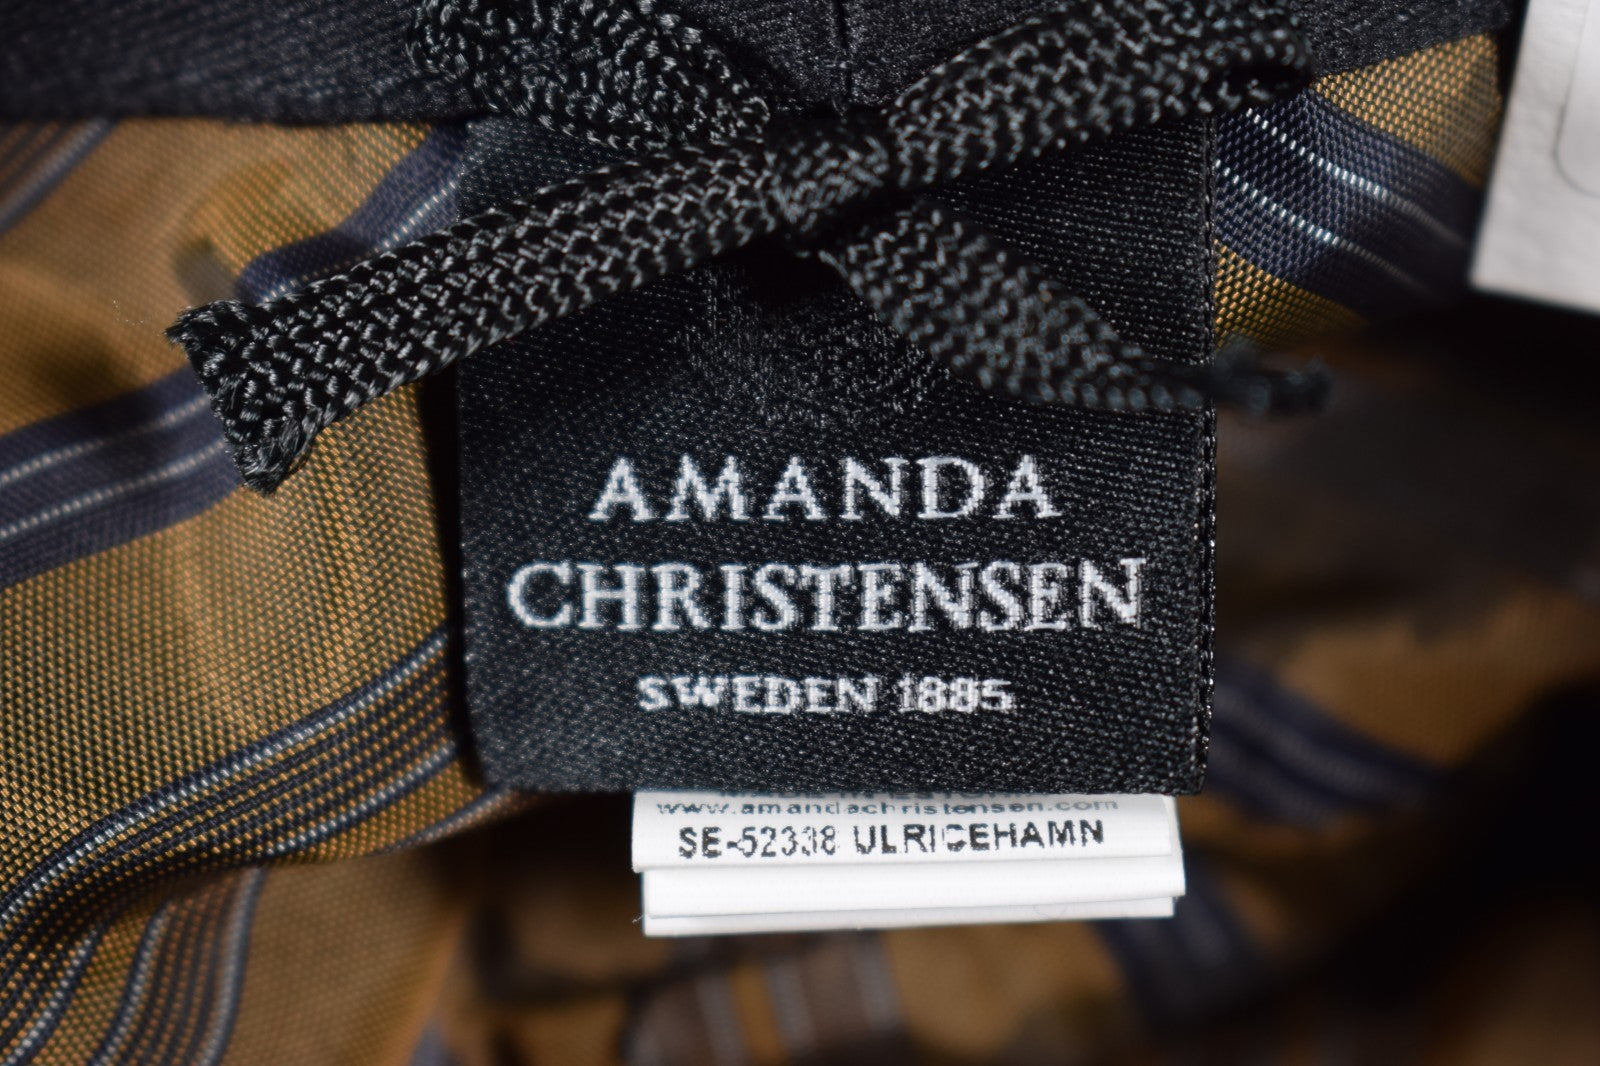 AMANDA
CHRISTENSEN
SWEDEN 1885
www.amandachristensen.com
SE-52338 ULRICEHAMN